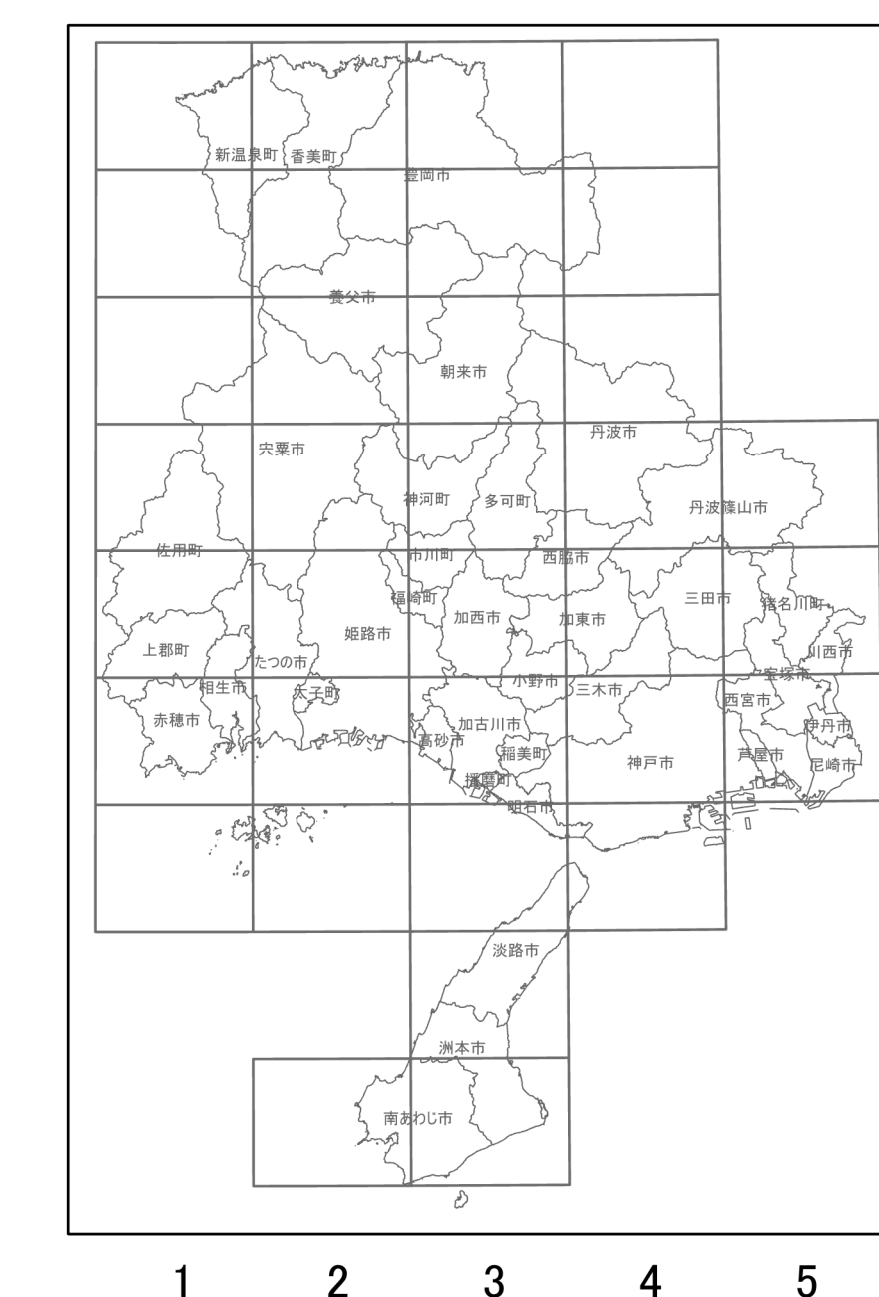 新温泉町
香美町
豊岡市
養父市
朝来市
丹波市
宍粟市
神河町
多可町
丹波篠山市
佐用町
市川町
西脇市
福崎町
加西市
加東市
三田市
猪名川町
姫路市
上郡町
たつの市
川西市
宝塚市
相生市
太子町
小野市
三木市
西宮市
赤穂市
加古川市
高砂市
伊丹市
稲美町
神戸市
芦屋市
尼崎市
播磨町
明石市
淡路市
洲本市
南あわじ市
1 2 3 4 5